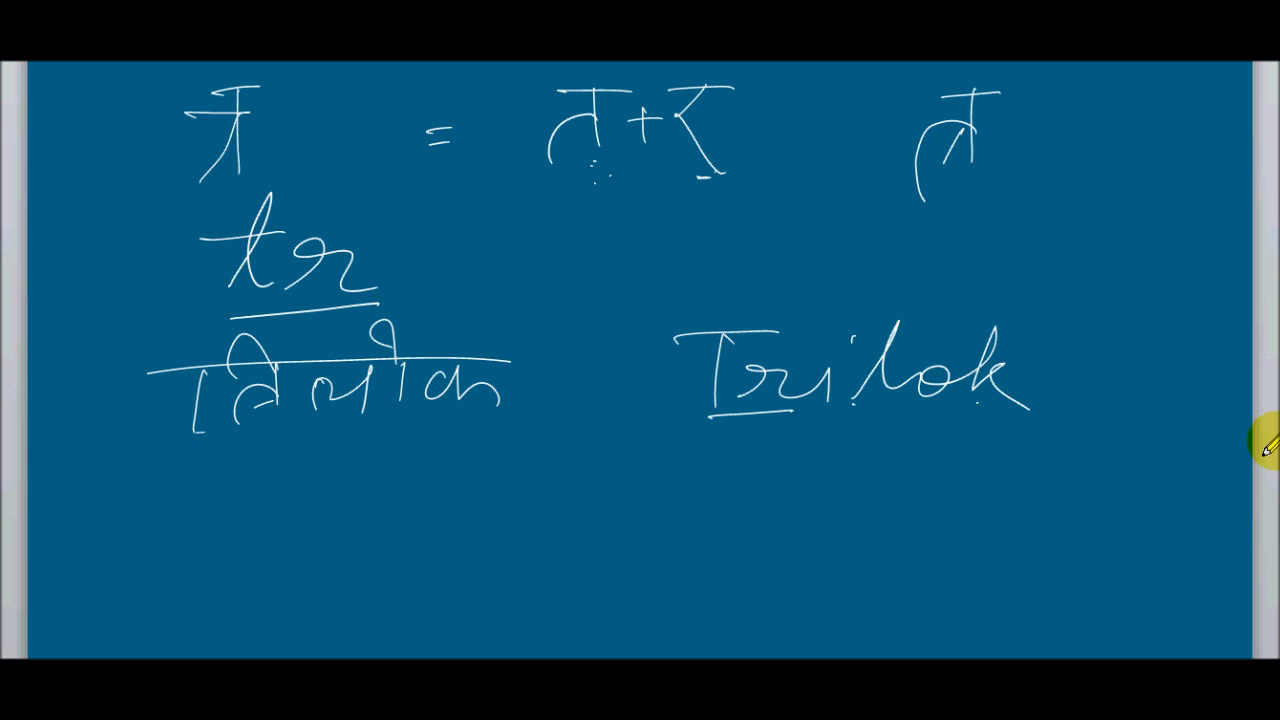 त्र = त + र त्र
tr
त्रिलोक Trilok